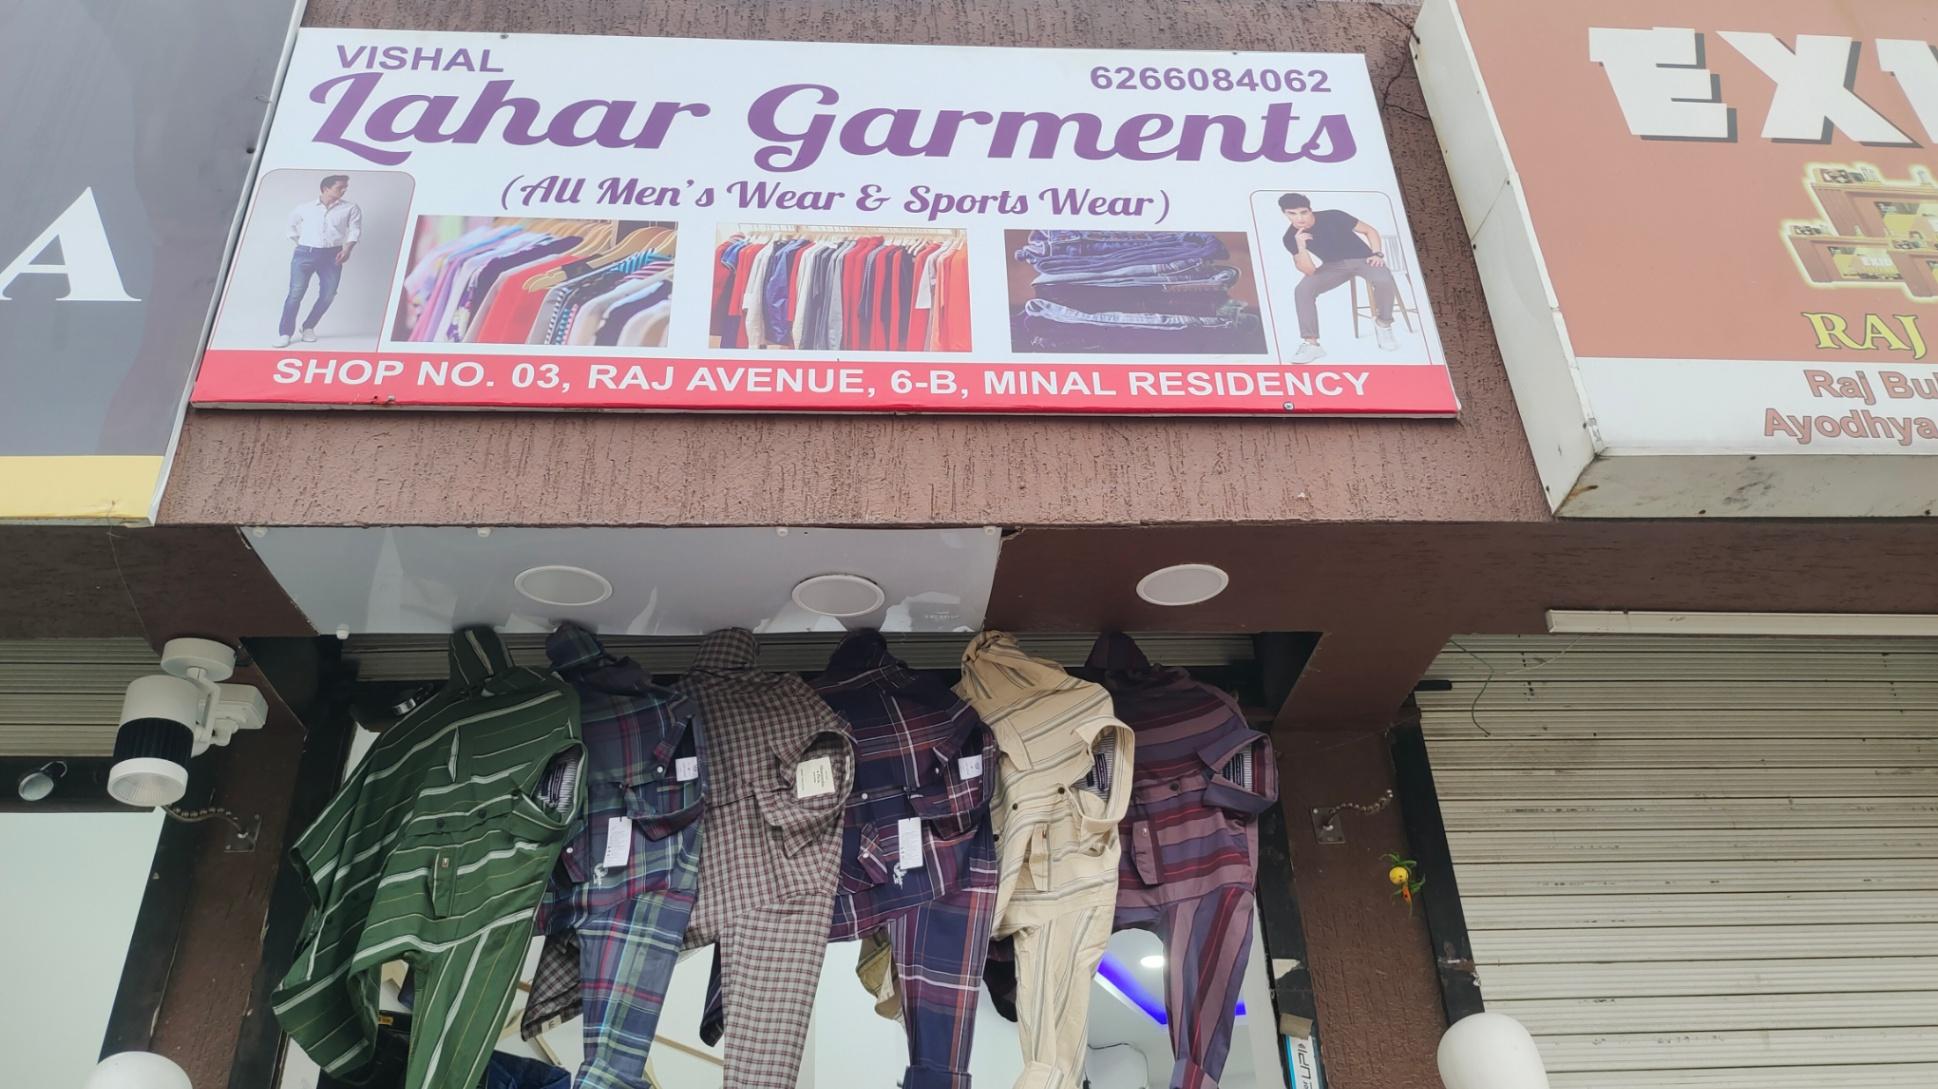 VISHAL
6266084062
Lahar Garments
(All Men's Wear & Sports Wear)
SHOP NO. 03, RAJ AVENUE, 6-B, MINAL RESIDENCY
A
RAJ
Raj
Ayodhya
UPI